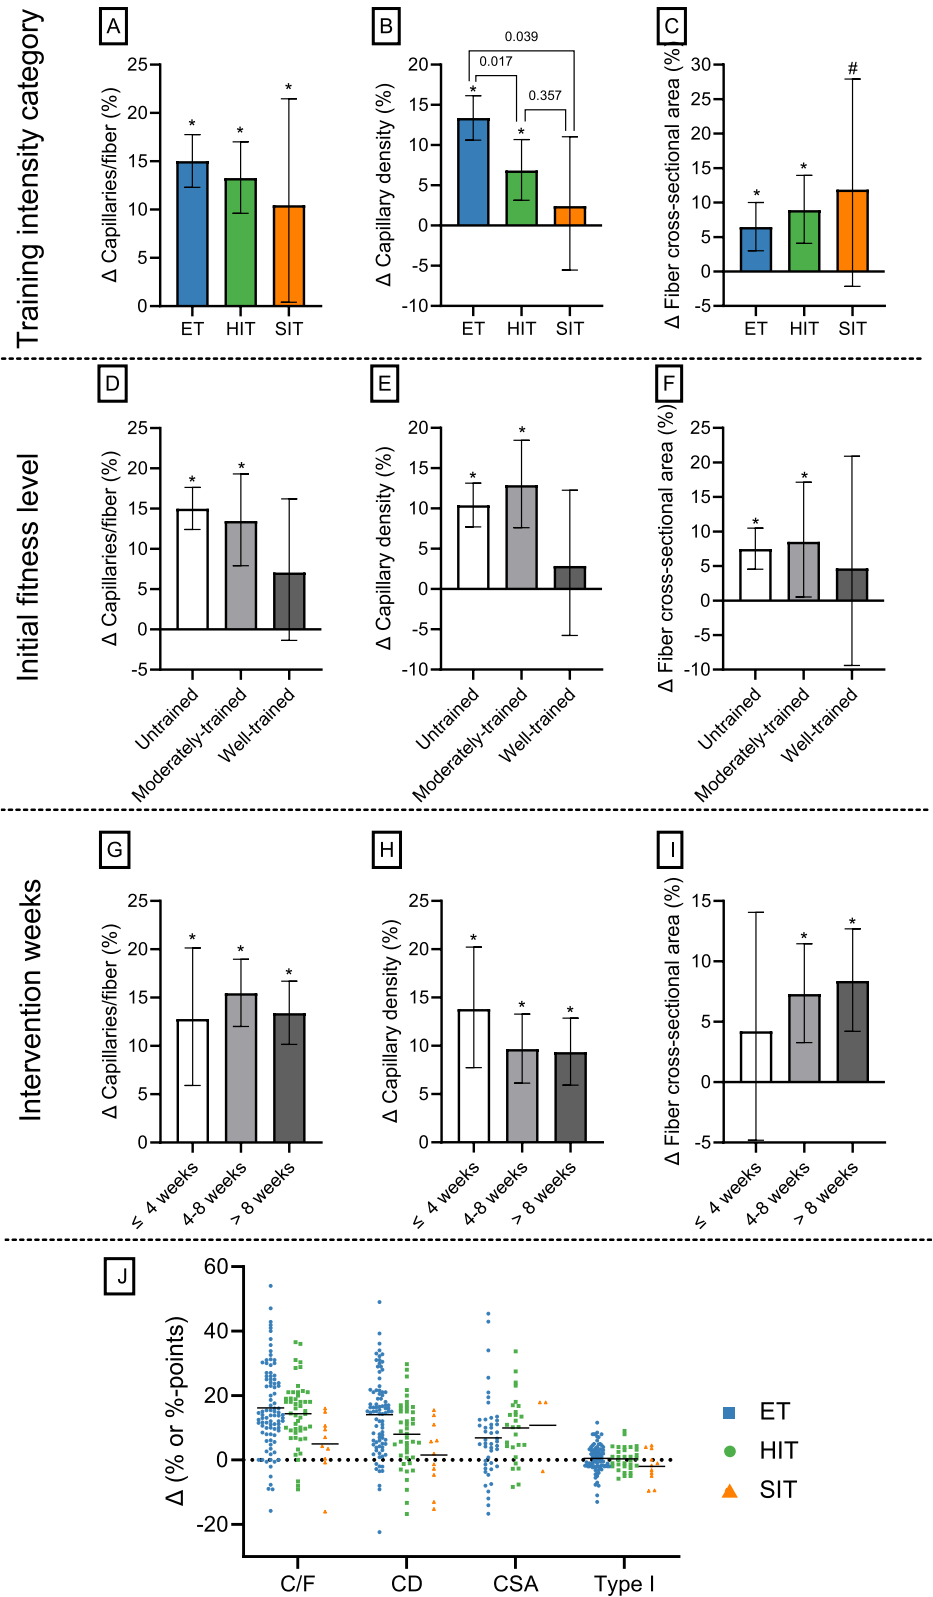 Training intensity category
A
Δ Capillaries/fiber (%)
25
20
15
10
5
0
*
*
*
ET HIT SIT
B
Δ Capillary density (%)
20
15
10
5
0
-5
-10
0.039
0.017
0.357
*
*
ET HIT SIT
C
Δ Fiber cross-sectional area (%)
30
25
20
15
10
5
0
-5
*
*
#
ET HIT SIT
Initial fitness level
D
Δ Capillaries/fiber (%)
25
20
15
10
5
0
-5
*
*
Untrained
Moderately-trained
Well-trained
E
Δ Capillary density (%)
20
15
10
5
0
-5
-10
*
*
Untrained
Moderately-trained
Well-trained
F
Δ Fiber cross-sectional area (%)
25
20
15
10
5
0
-5
-10
*
*
Untrained
Moderately-trained
Well-trained
Intervention weeks
G
Δ Capillaries/fiber (%)
25
20
15
10
5
0
*
*
*
≤ 4 weeks
4-8 weeks
> 8 weeks
H
Δ Capillary density (%)
25
20
15
10
5
0
*
*
*
≤ 4 weeks
4-8 weeks
> 8 weeks
I
Δ Fiber cross-sectional area (%)
15
10
5
0
-5
*
*
≤ 4 weeks
4-8 weeks
> 8 weeks
J
Δ (% or %-points)
60
40
20
0
-20
C/F CD CSA Type I
ET
HIT
SIT